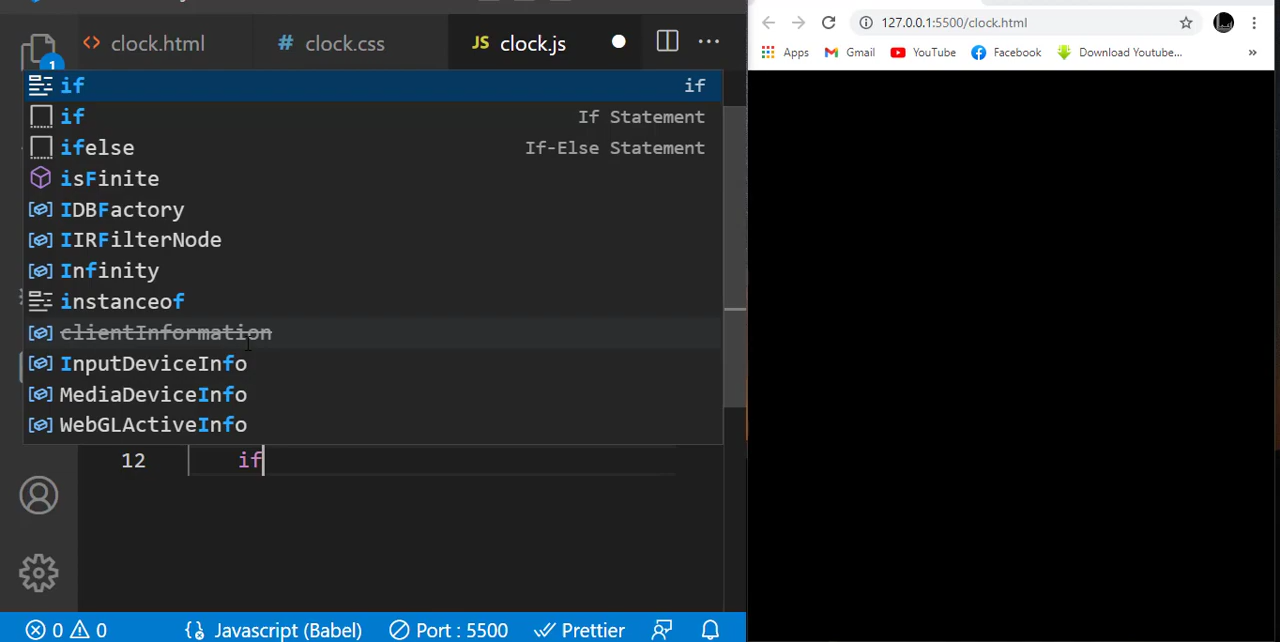 clock.html
# clock.css
JS clock.js
1
if if
if If Statement
ifelse If-Else Statement
isFinite
IDBFactory
IIRFilterNode
Infinity
instanceof
clientInformation
InputDeviceInfo
MediaDeviceInfo
WebGLActiveInfo
12 if
0 0 Javascript (Babel) Port : 5500 Prettier
127.0.0.1:5500/clock.html
Apps Gmail YouTube Facebook Download Youtube... »